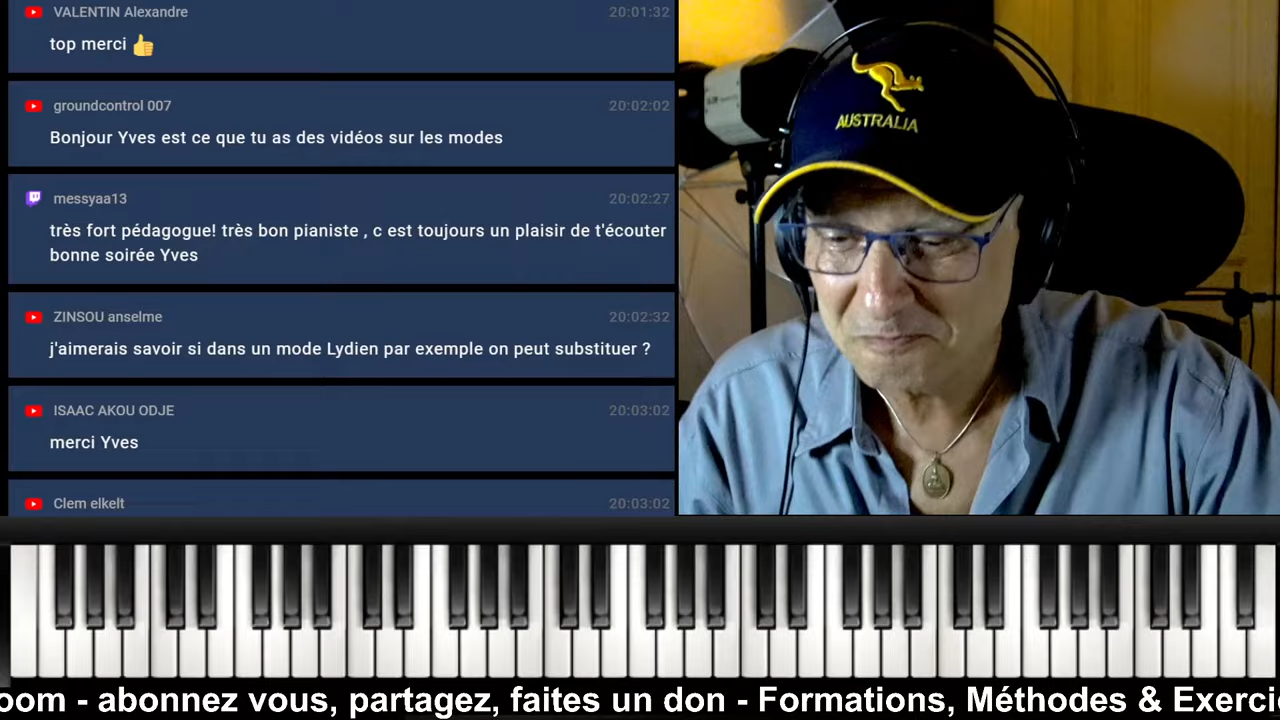 VALENTIN Alexandre 20:01:32
top merci 👍
groundcontrol 007 20:02:02
Bonjour Yves est ce que tu as des vidéos sur les modes
messyaa13 20:02:27
très fort pédagogue! très bon pianiste , c est toujours un plaisir de t'écouter
bonne soirée Yves
ZINSOU anselme 20:02:32
j'aimerais savoir si dans un mode Lydien par exemple on peut substituer ?
ISAAC AKOU ODJE 20:03:02
merci Yves
Clem elkelt 20:03:02
AUSTRALIA
oom - abonnez vous, partagez, faites un don - Formations, Méthodes & Exerci